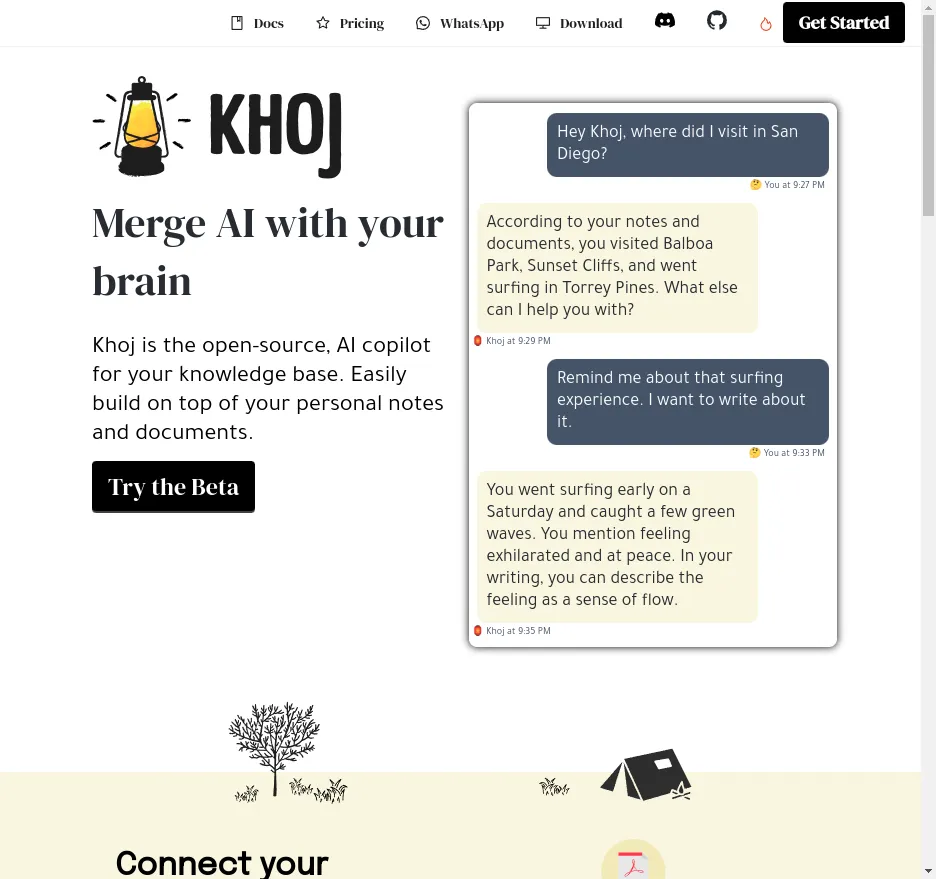 Docs
Pricing
WhatsApp
Download
Get Started
KHOJ
Merge AI with your
brain
Khoj is the open-source, AI copilot
for your knowledge base. Easily
build on top of your personal notes
and documents.
Try the Beta
Hey Khoj, where did I visit in San
Diego?
🤔 You at 9:27 PM
According to your notes and
documents, you visited Balboa
Park, Sunset Cliffs, and went
surfing in Torrey Pines. What else
can I help you with?
🏮 Khoj at 9:29 PM
Remind me about that surfing
experience. I want to write about
it.
🤔 You at 9:33 PM
You went surfing early on a
Saturday and caught a few green
waves. You mention feeling
exhilarated and at peace. In your
writing, you can describe the
feeling as a sense of flow.
🏮 Khoj at 9:35 PM
Connect your